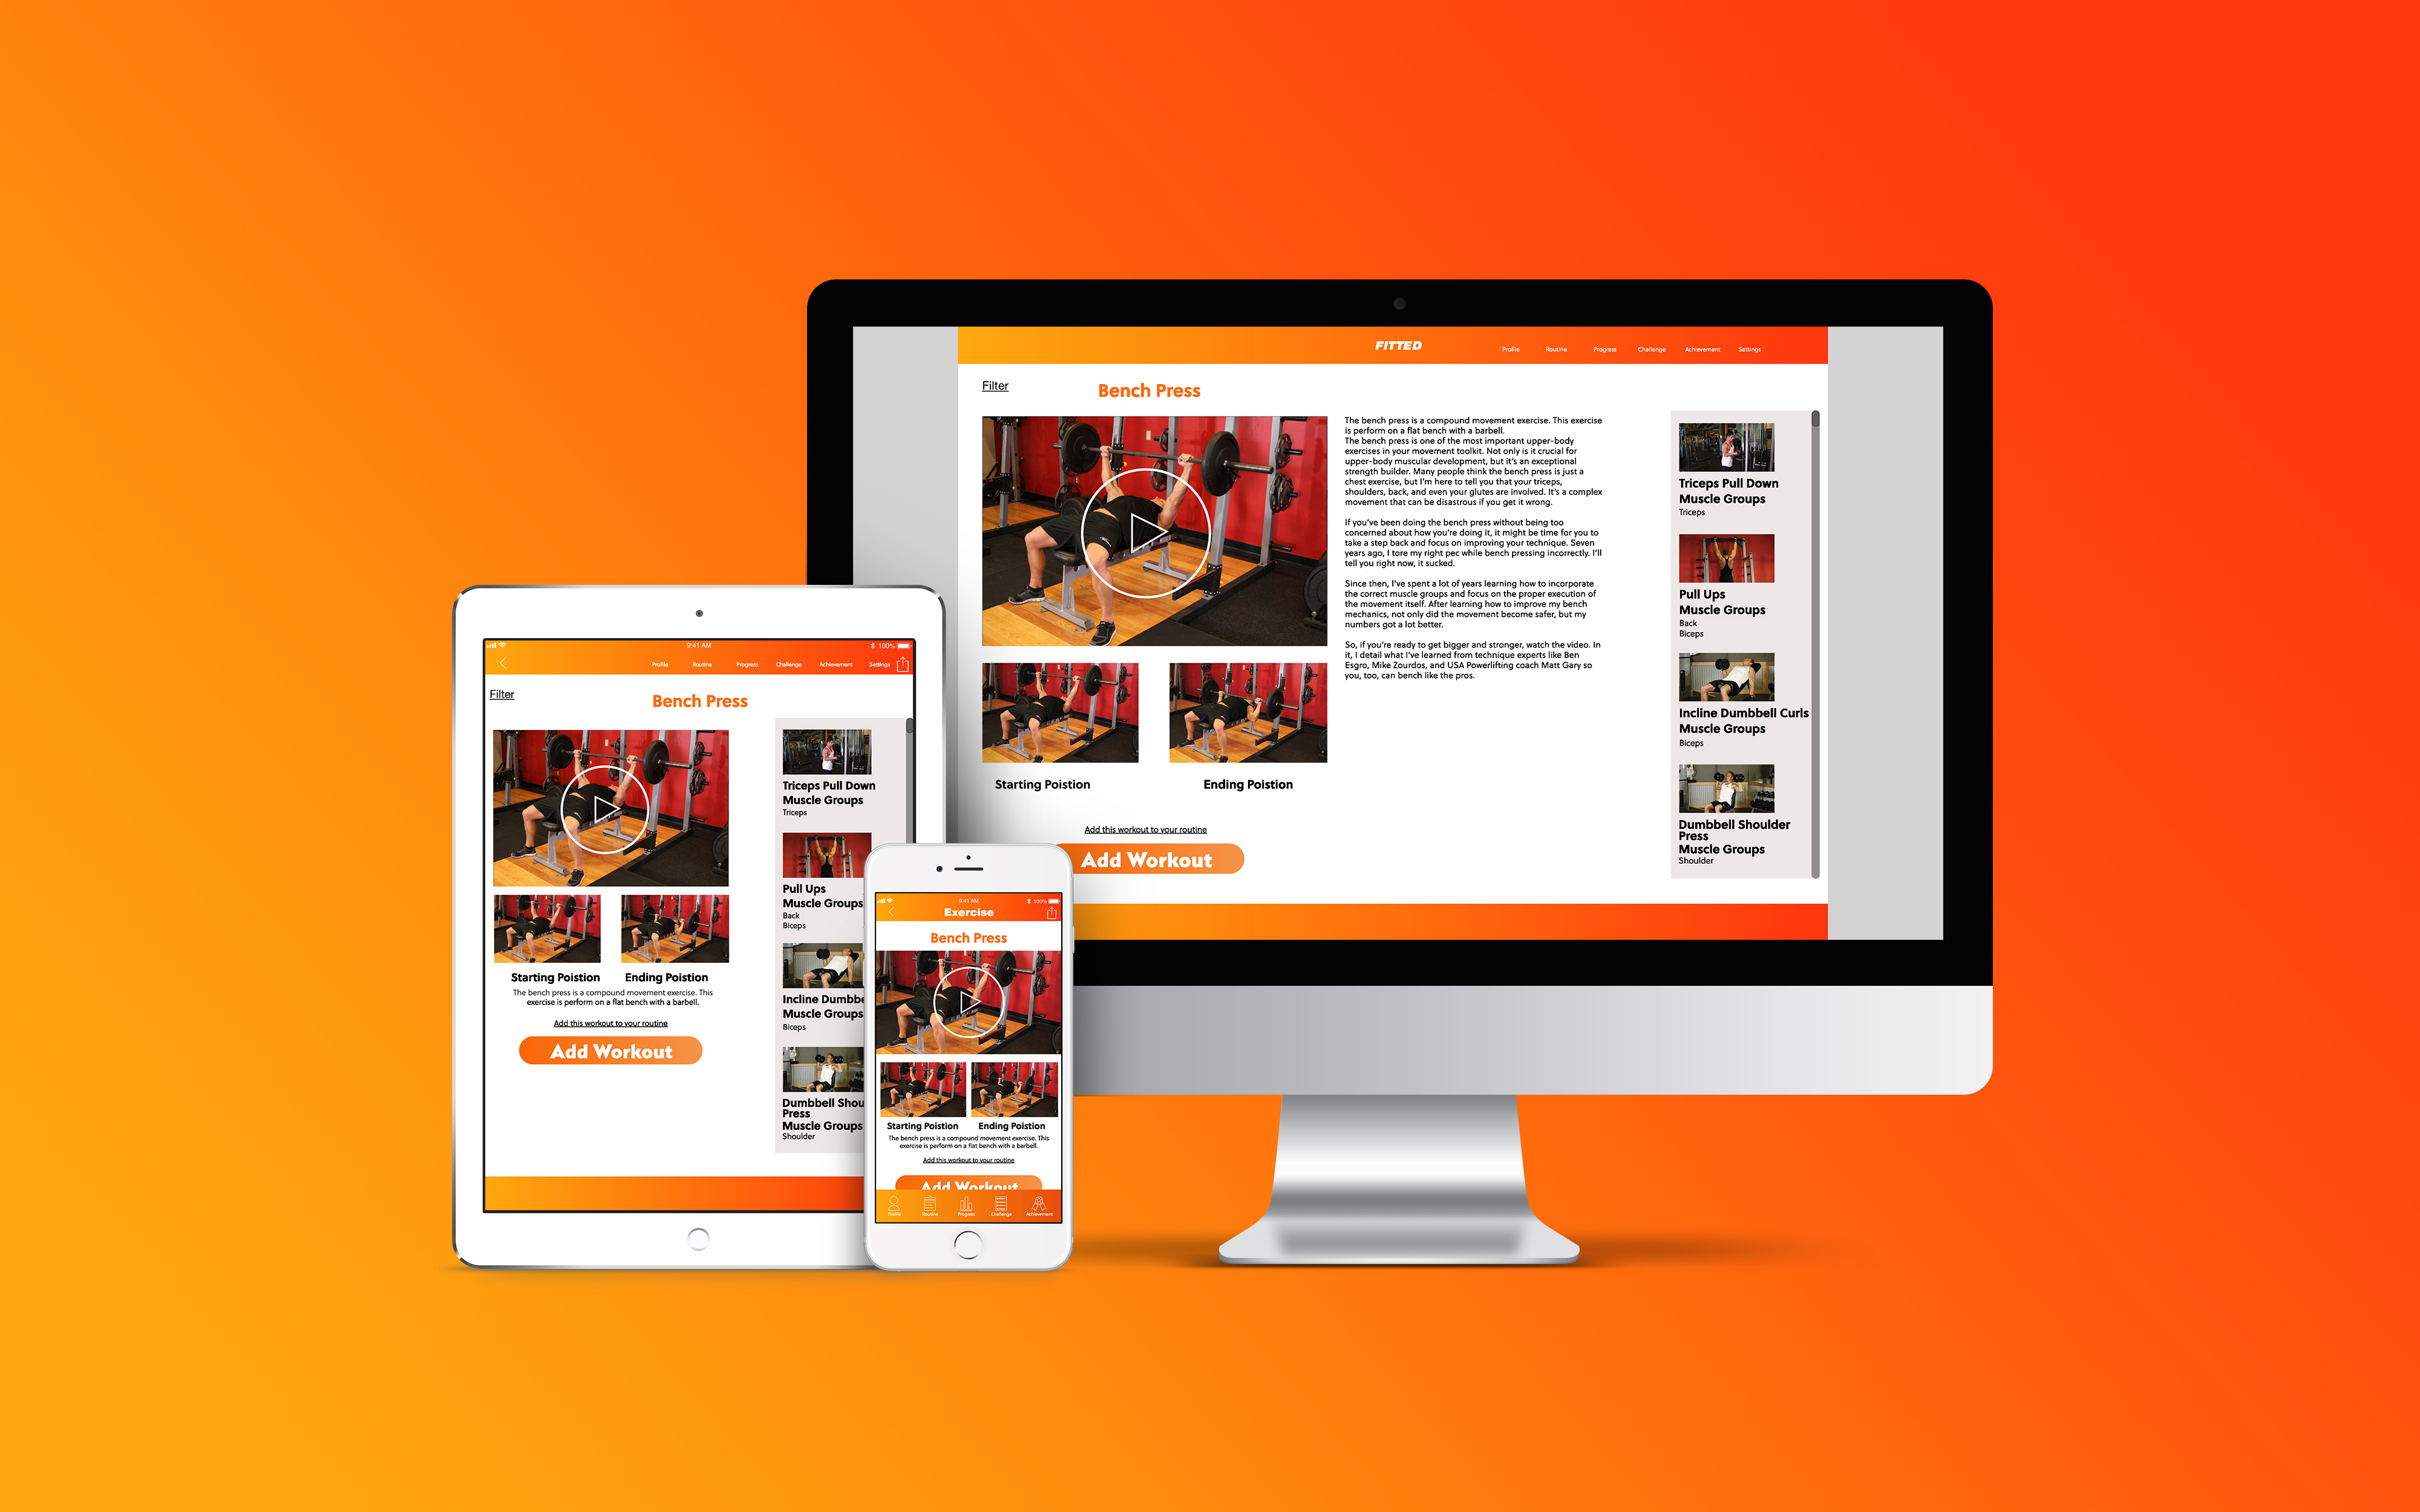 FITTED
Profile Routine Progress Challenge Achievement Settings
Filter
Bench Press
The bench press is a compound movement exercise. This exercise
is perform on a flat bench with a barbell.
The bench press is one of the most important upper-body
exercises in your movement toolkit. Not only is it crucial for
upper-body muscular development, but it's an exceptional
strength builder. Many people think the bench press is just a
chest exercise, but I'm here to tell you that your triceps,
shoulders, back, and even your glutes are involved. It's a complex
movement that can be disastrous if you get it wrong.
If you've been doing the bench press without being too
concerned about how you're doing it, it might be time for you to
take a step back and focus on improving your technique. Seven
years ago, I tore my right pec while bench pressing incorrectly. I'll
tell you right now, it sucked.
Since then, I've spent a lot of years learning how to incorporate
the correct muscle groups and focus on the proper execution of
the movement itself. After learning how to improve my bench
mechanics, not only did the movement become safer, but my
numbers got a lot better.
So, if you're ready to get bigger and stronger, watch the video. In
it, I detail what I've learned from technique experts like Ben
Esgro, Mike Zourdos, and USA Powerlifting coach Matt Gary so
you, too, can bench like the pros.
Starting Poistion
Ending Poistion
Add this workout to your routine
Add Workout
Triceps Pull Down
Muscle Groups
Triceps
Pull Ups
Muscle Groups
Back
Biceps
Incline Dumbbell Curls
Muscle Groups
Biceps
Dumbbell Shoulder
Press
Muscle Groups
Shoulder
9:41 AM
100%
Profile Routine Progress Challenge Achievement Settings
Filter
Bench Press
Starting Poistion
Ending Poistion
The bench press is a compound movement exercise. This
exercise is perform on a flat bench with a barbell.
Add this workout to your routine
Add Workout
Triceps Pull Down
Muscle Groups
Triceps
Pull Ups
Muscle Groups
Back
Biceps
Incline Dumbbe
Muscle Groups
Biceps
Dumbbell Shou
Press
Muscle Groups
Shoulder
9:41 AM
100%
Exercise
Bench Press
Starting Poistion
Ending Poistion
The bench press is a compound movement exercise. This
exercise is perform on a flat bench with a barbell.
Add this workout to your routine
Add Workout
Profile Routine Progress Challenge Achievement